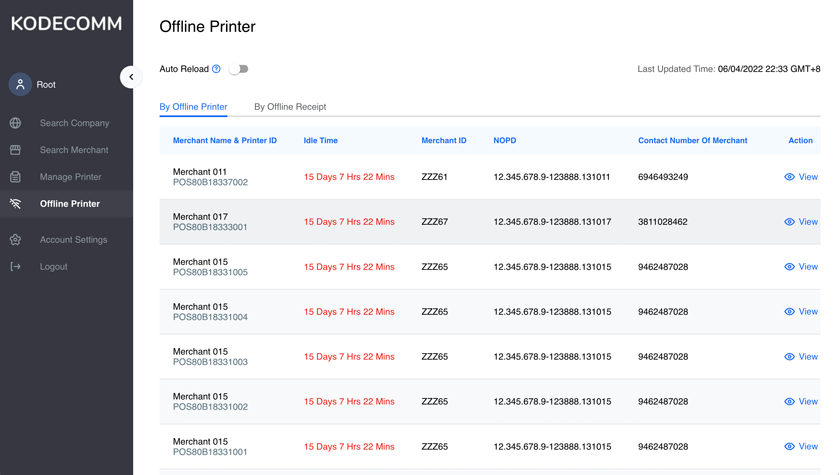 KODECOMM
Root
Search Company
Search Merchant
Manage Printer
Offline Printer
Account Settings
Logout
Offline Printer
Auto Reload ?
Last Updated Time: 06/04/2022 22:33 GMT+8
By Offline Printer By Offline Receipt
Merchant Name & Printer ID Idle Time Merchant ID NOPD Contact Number Of Merchant Action
Merchant 011
POS80B18337002
15 Days 7 Hrs 22 Mins ZZZ61 12.345.678.9-123888.131011 6946493249 View
Merchant 017
POS80B18333001
15 Days 7 Hrs 22 Mins ZZZ67 12.345.678.9-123888.131017 3811028462 View
Merchant 015
POS80B18331005
15 Days 7 Hrs 22 Mins ZZZ65 12.345.678.9-123888.131015 9462487028 View
Merchant 015
POS80B18331004
15 Days 7 Hrs 22 Mins ZZZ65 12.345.678.9-123888.131015 9462487028 View
Merchant 015
POS80B18331003
15 Days 7 Hrs 22 Mins ZZZ65 12.345.678.9-123888.131015 9462487028 View
Merchant 015
POS80B18331002
15 Days 7 Hrs 22 Mins ZZZ65 12.345.678.9-123888.131015 9462487028 View
Merchant 015
POS80B18331001
15 Days 7 Hrs 22 Mins ZZZ65 12.345.678.9-123888.131015 9462487028 View